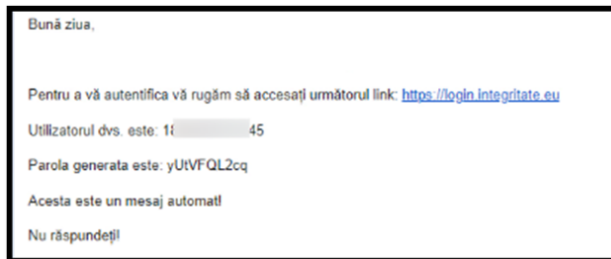 Bună ziua,
Pentru a vă autentifica vă rugăm să accesați următorul link: https://login.integritate.eu
Utilizatorul dvs. este: 18 45
Parola generata este: yUtVFQL2cq
Acesta este un mesaj automat!
Nu răspundeți!